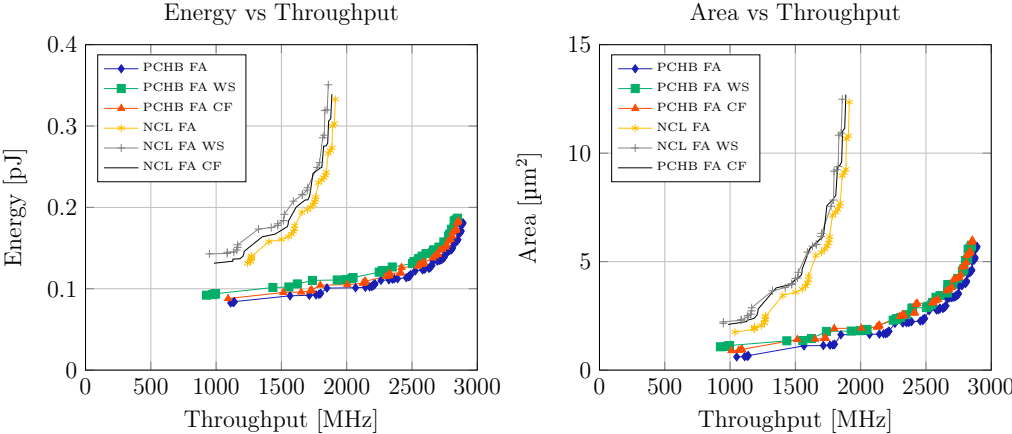 Energy vs Throughput
0.4
0.3
0.2
0.1
0
0
500
1000
1500
2000
2500
3000
Energy [pJ]
Throughput [MHz]
PCHB FA
PCHB FA WS
PCHB FA CF
NCL FA
NCL FA WS
NCL FA CF
Area vs Throughput
15
10
5
0
0
500
1000
1500
2000
2500
3000
Area [µm²]
Throughput [MHz]
PCHB FA
PCHB FA WS
PCHB FA CF
NCL FA
NCL FA WS
PCHB FA CF